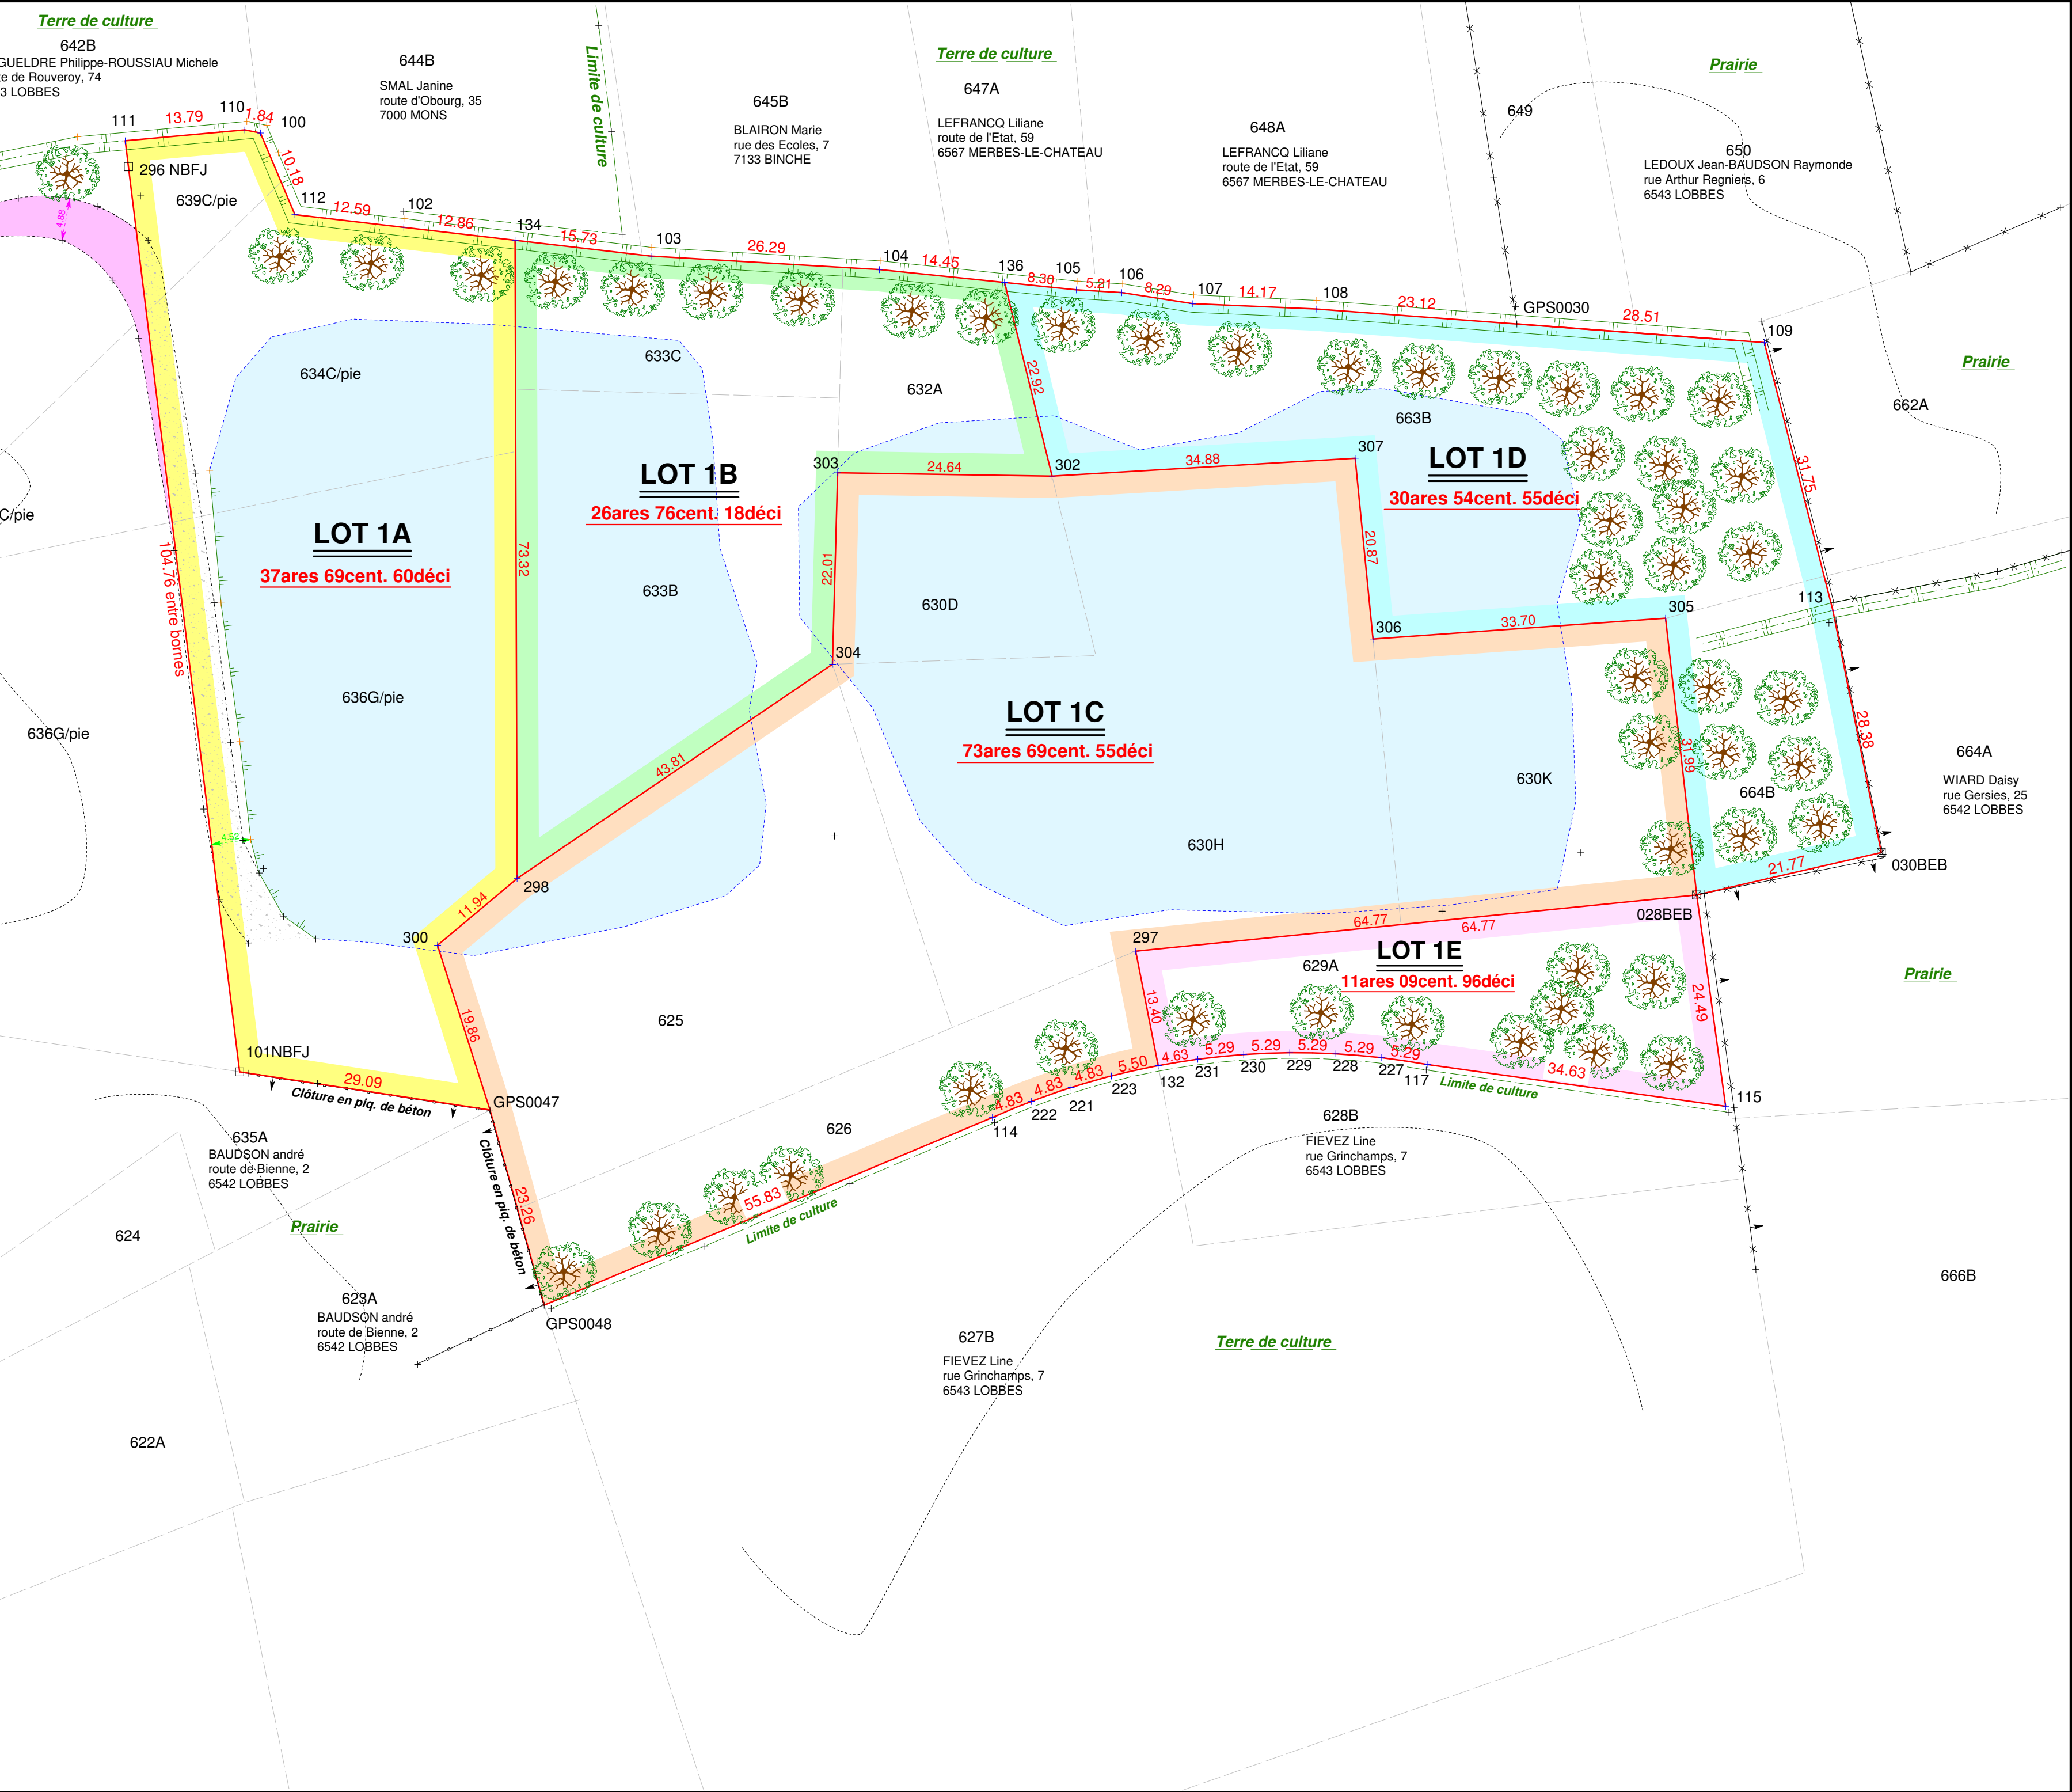 Terre de culture
642B
GUELDRE Philippe-ROUSSIAU Michele
te de Rouveroy, 74
3 LOBBES
644B
SMAL Janine
route d'Obourg, 35
7000 MONS
Limite de culture
645B
BLAIRON Marie
rue des Ecoles, 7
7133 BINCHE
Terre de culture
647A
LEFRANCQ Liliane
route de l'Etat, 59
6567 MERBES-LE-CHATEAU
648A
LEFRANCQ Liliane
route de l'Etat, 59
6567 MERBES-LE-CHATEAU
649
650
LEDOUX Jean-BAUDSON Raymonde
rue Arthur Regniers, 6
6543 LOBBES
Prairie
Prairie
662A
111
13.79
110
1.84
100
10.18
296 NBFJ
639C/pie
112
12.59
102
12.86
134
15.73
103
26.29
104
14.45
136
8.30
105
5.21
106
8.29
107
14.17
108
23.12
GPS0030
28.51
109
4.88
634C/pie
633C
632A
22.92
663B
C/pie
LOT 1A
37ares 69cent. 60déci
LOT 1B
26ares 76cent. 18déci
LOT 1D
30ares 54cent. 55déci
303
24.64
302
34.88
307
31.75
20.87
22.01
73.32
104.76 entre bornes
633B
630D
306
33.70
305
113
304
636G/pie
636G/pie
LOT 1C
73ares 69cent. 55déci
43.81
31.99
28.38
630K
664B
664A
WIARD Daisy
rue Gersies, 25
6542 LOBBES
4.52
630H
298
11.94
300
21.77
030BEB
028BEB
64.77
64.77
297
LOT 1E
629A
11ares 09cent. 96déci
Prairie
13.40
24.49
19.86
625
101NBFJ
29.09
Clôture en piq. de béton
GPS0047
Clôture en piq. de béton
23.26
626
4.83
4.83
4.83
5.50
4.63
5.29
5.29
5.29
5.29
5.29
34.63
114
222
221
223
132
231
230
229
228
227
117
Limite de culture
115
635A
BAUDSON andré
route de Bienne, 2
6542 LOBBES
628B
FIEVEZ Line
rue Grinchamps, 7
6543 LOBBES
55.83
Limite de culture
Prairie
624
623A
BAUDSON andré
route de Bienne, 2
6542 LOBBES
GPS0048
627B
FIEVEZ Line
rue Grinchamps, 7
6543 LOBBES
Terre de culture
666B
622A